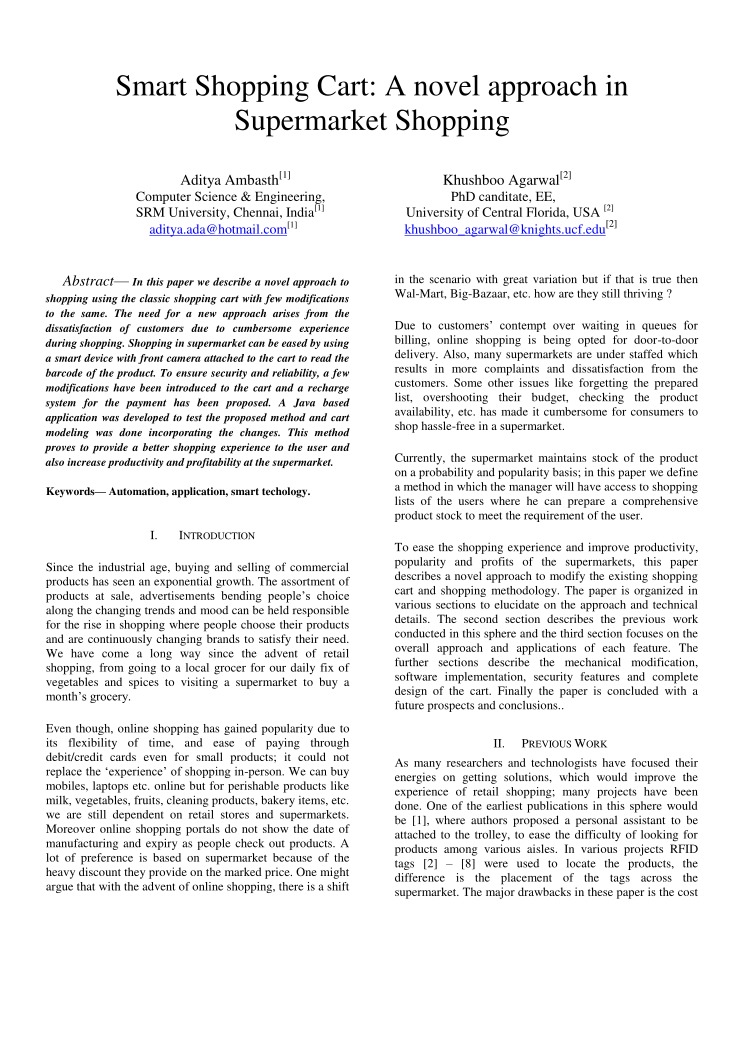 Smart Shopping Cart: A novel approach in
Supermarket Shopping
Aditya Ambasth[1]
Computer Science & Engineering,
SRM University, Chennai, India[1]
aditya.ada@hotmail.com[1]
Khushboo Agarwal[2]
PhD canditate, EE,
University of Central Florida, USA [2]
khushboo_agarwal@knights.ucf.edu[2]
Abstract— In this paper we describe a novel approach to
shopping using the classic shopping cart with few modifications
to the same. The need for a new approach arises from the
dissatisfaction of customers due to cumbersome experience
during shopping. Shopping in supermarket can be eased by using
a smart device with front camera attached to the cart to read the
barcode of the product. To ensure security and reliability, a few
modifications have been introduced to the cart and a recharge
system for the payment has been proposed. A Java based
application was developed to test the proposed method and cart
modeling was done incorporating the changes. This method
proves to provide a better shopping experience to the user and
also increase productivity and profitability at the supermarket.
Keywords— Automation, application, smart techology.
I. INTRODUCTION
Since the industrial age, buying and selling of commercial
products has seen an exponential growth. The assortment of
products at sale, advertisements bending people's choice
along the changing trends and mood can be held responsible
for the rise in shopping where people choose their products
and are continuously changing brands to satisfy their need.
We have come a long way since the advent of retail
shopping, from going to a local grocer for our daily fix of
vegetables and spices to visiting a supermarket to buy a
month's grocery.
Even though, online shopping has gained popularity due to
its flexibility of time, and ease of paying through
debit/credit cards even for small products; it could not
replace the 'experience' of shopping in-person. We can buy
mobiles, laptops etc. online but for perishable products like
milk, vegetables, fruits, cleaning products, bakery items, etc.
we are still dependent on retail stores and supermarkets.
Moreover online shopping portals do not show the date of
manufacturing and expiry as people check out products. A
lot of preference is based on supermarket because of the
heavy discount they provide on the marked price. One might
argue that with the advent of online shopping, there is a shift
in the scenario with great variation but if that is true then
Wal-Mart, Big-Bazaar, etc. how are they still thriving ?
Due to customers' contempt over waiting in queues for
billing, online shopping is being opted for door-to-door
delivery. Also, many supermarkets are under staffed which
results in more complaints and dissatisfaction from the
customers. Some other issues like forgetting the prepared
list, overshooting their budget, checking the product
availability, etc. has made it cumbersome for consumers to
shop hassle-free in a supermarket.
Currently, the supermarket maintains stock of the product
on a probability and popularity basis; in this paper we define
a method in which the manager will have access to shopping
lists of the users where he can prepare a comprehensive
product stock to meet the requirement of the user.
To ease the shopping experience and improve productivity,
popularity and profits of the supermarkets, this paper
describes a novel approach to modify the existing shopping
cart and shopping methodology. The paper is organized in
various sections to elucidate on the approach and technical
details. The second section describes the previous work
conducted in this sphere and the third section focuses on the
overall approach and applications of each feature. The
further sections describe the mechanical modification,
software implementation, security features and complete
design of the cart. Finally the paper is concluded with a
future prospects and conclusions..
II. PREVIOUS WORK
As many researchers and technologists have focused their
energies on getting solutions, which would improve the
experience of retail shopping; many projects have been
done. One of the earliest publications in this sphere would
be [1], where authors proposed a personal assistant to be
attached to the trolley, to ease the difficulty of looking for
products among various aisles. In various projects RFID
tags [2] – [8] were used to locate the products, the
difference is the placement of the tags across the
supermarket. The major drawbacks in these paper is the cost